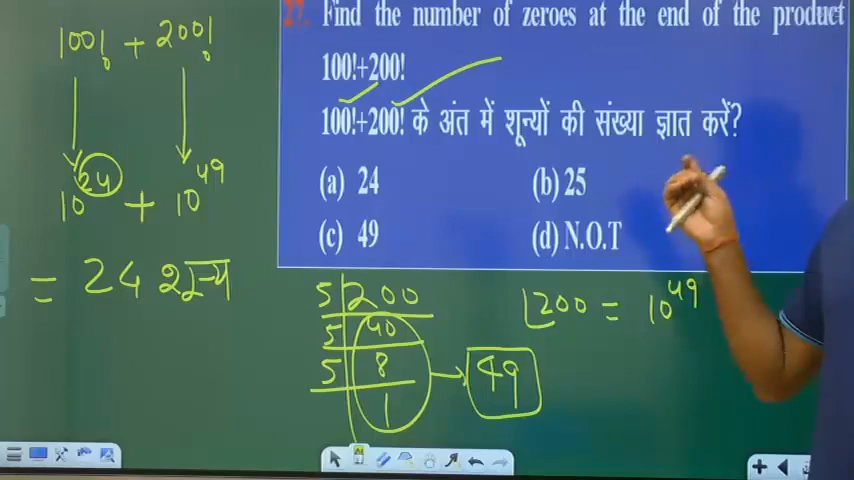 27. Find the number of zeroes at the end of the product
100!+200!
100!+200! के अंत में शून्यों की संख्या ज्ञात करें?
(a) 24 (b) 25
(c) 49 (d) N.O.T
100! + 200!
10^24 + 10^49
= 24 शून्य
5 | 200
5 | 40
5 | 8
1
49
|200 = 10^49